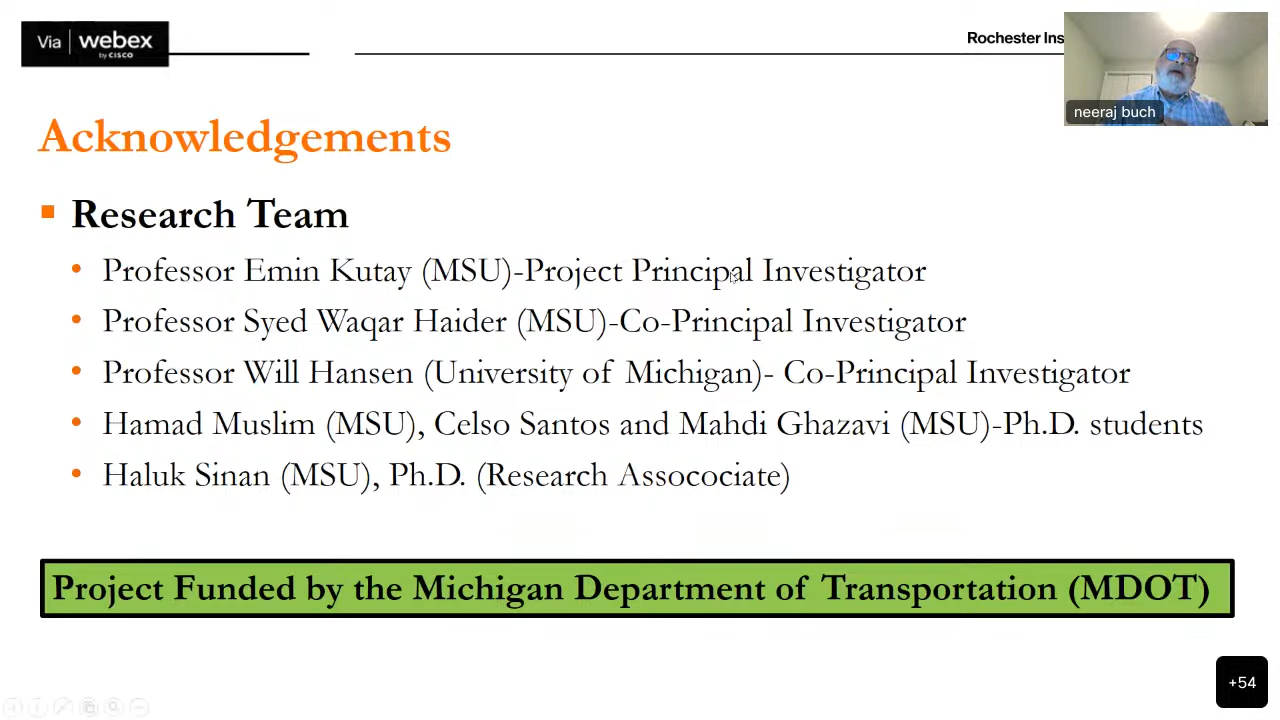 Via webex
by CISCO
Rochester Ins
neeraj buch
Acknowledgements
Research Team
Professor Emin Kutay (MSU)-Project Principal Investigator
Professor Syed Waqar Haider (MSU)-Co-Principal Investigator
Professor Will Hansen (University of Michigan)- Co-Principal Investigator
Hamad Muslim (MSU), Celso Santos and Mahdi Ghazavi (MSU)-Ph.D. students
Haluk Sinan (MSU), Ph.D. (Research Assocociate)
Project Funded by the Michigan Department of Transportation (MDOT)
+54